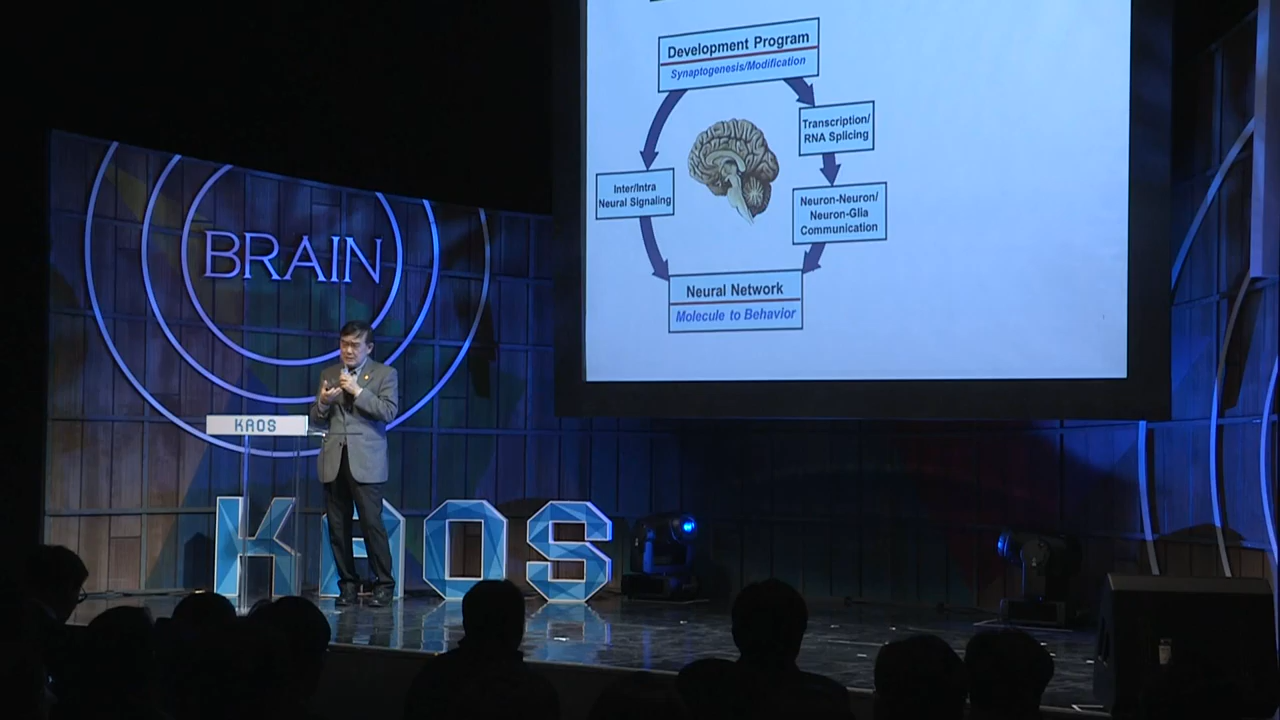 Development Program
Synaptogenesis/Modification
Transcription/
RNA Splicing
Inter/Intra
Neural Signaling
Neuron-Neuron/
Neuron-Glia
Communication
Neural Network
Molecule to Behavior
BRAIN
KAOS
KAOS